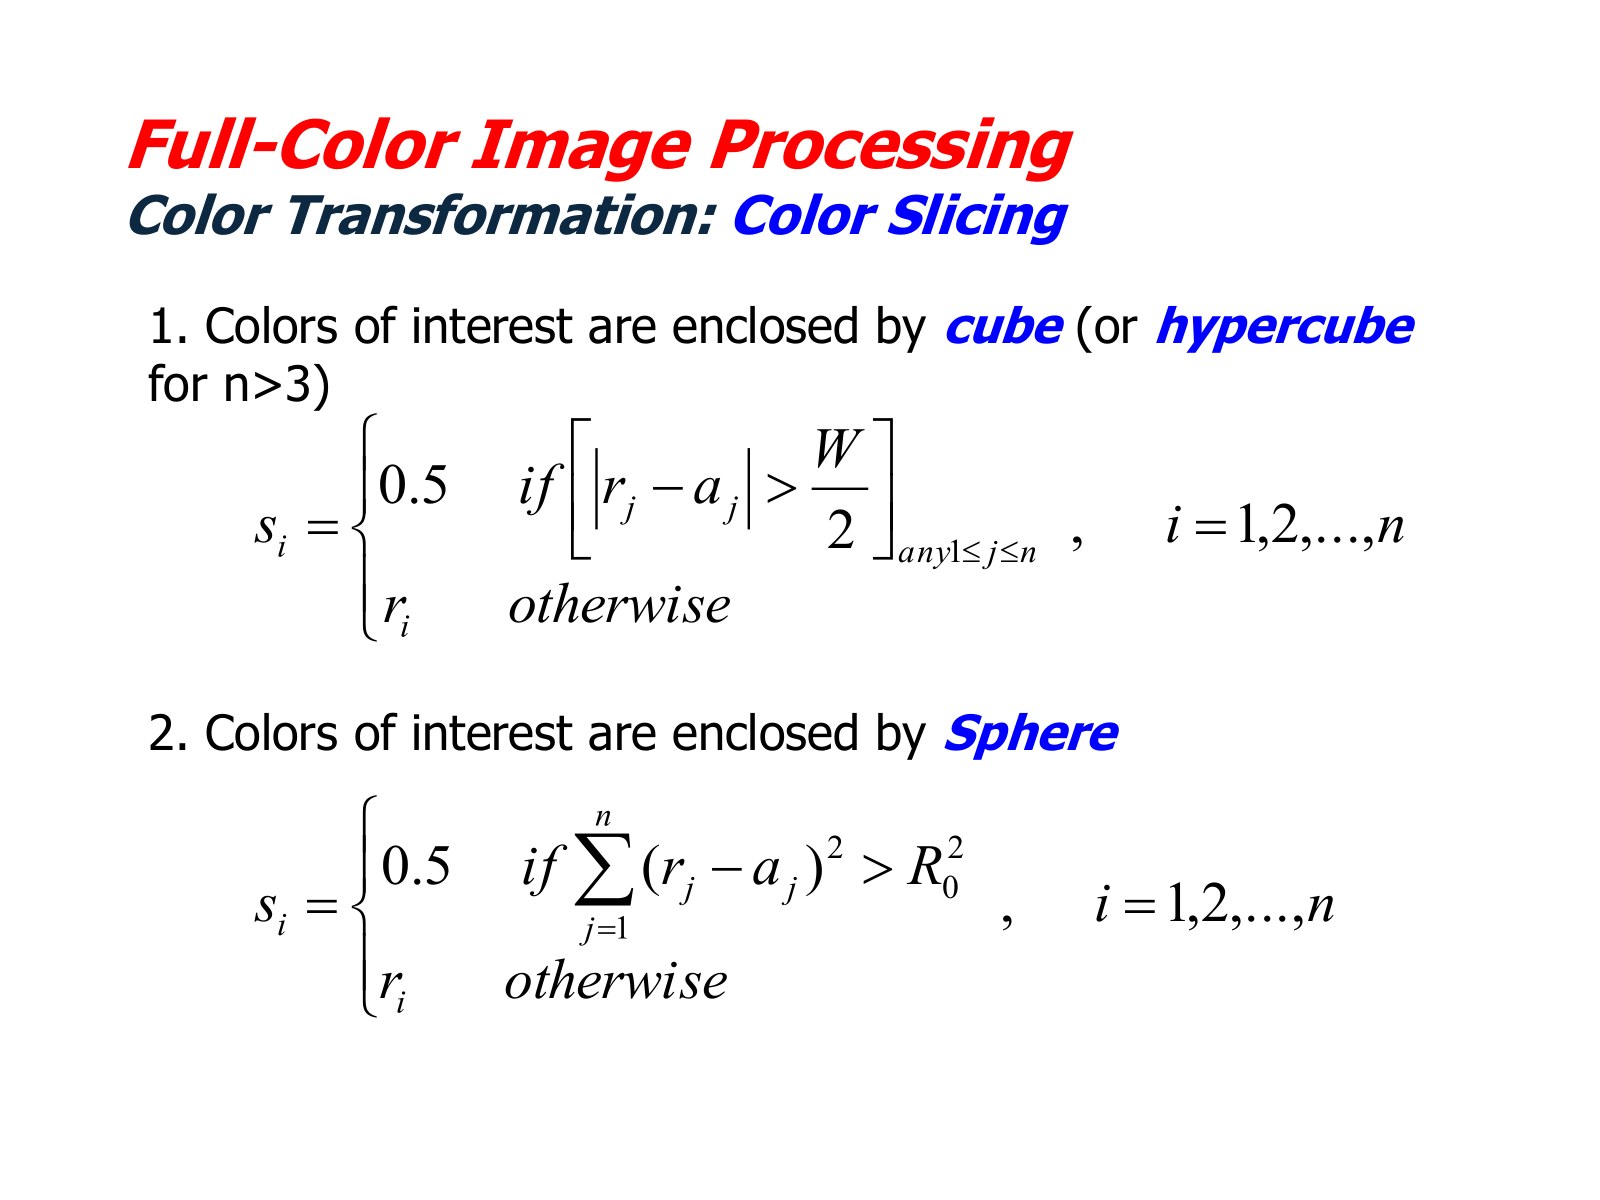 Full-Color Image Processing
Color Transformation: Color Slicing
1. Colors of interest are enclosed by cube (or hypercube
for n>3)
s_i = { 0.5 if [ |r_j − a_j| > W/2 ]_{any 1≤j≤n} , i = 1,2,...,n
r_i otherwise
2. Colors of interest are enclosed by Sphere
s_i = { 0.5 if ∑_{j=1}^{n} (r_j − a_j)^2 > R_0^2 , i = 1,2,...,n
r_i otherwise